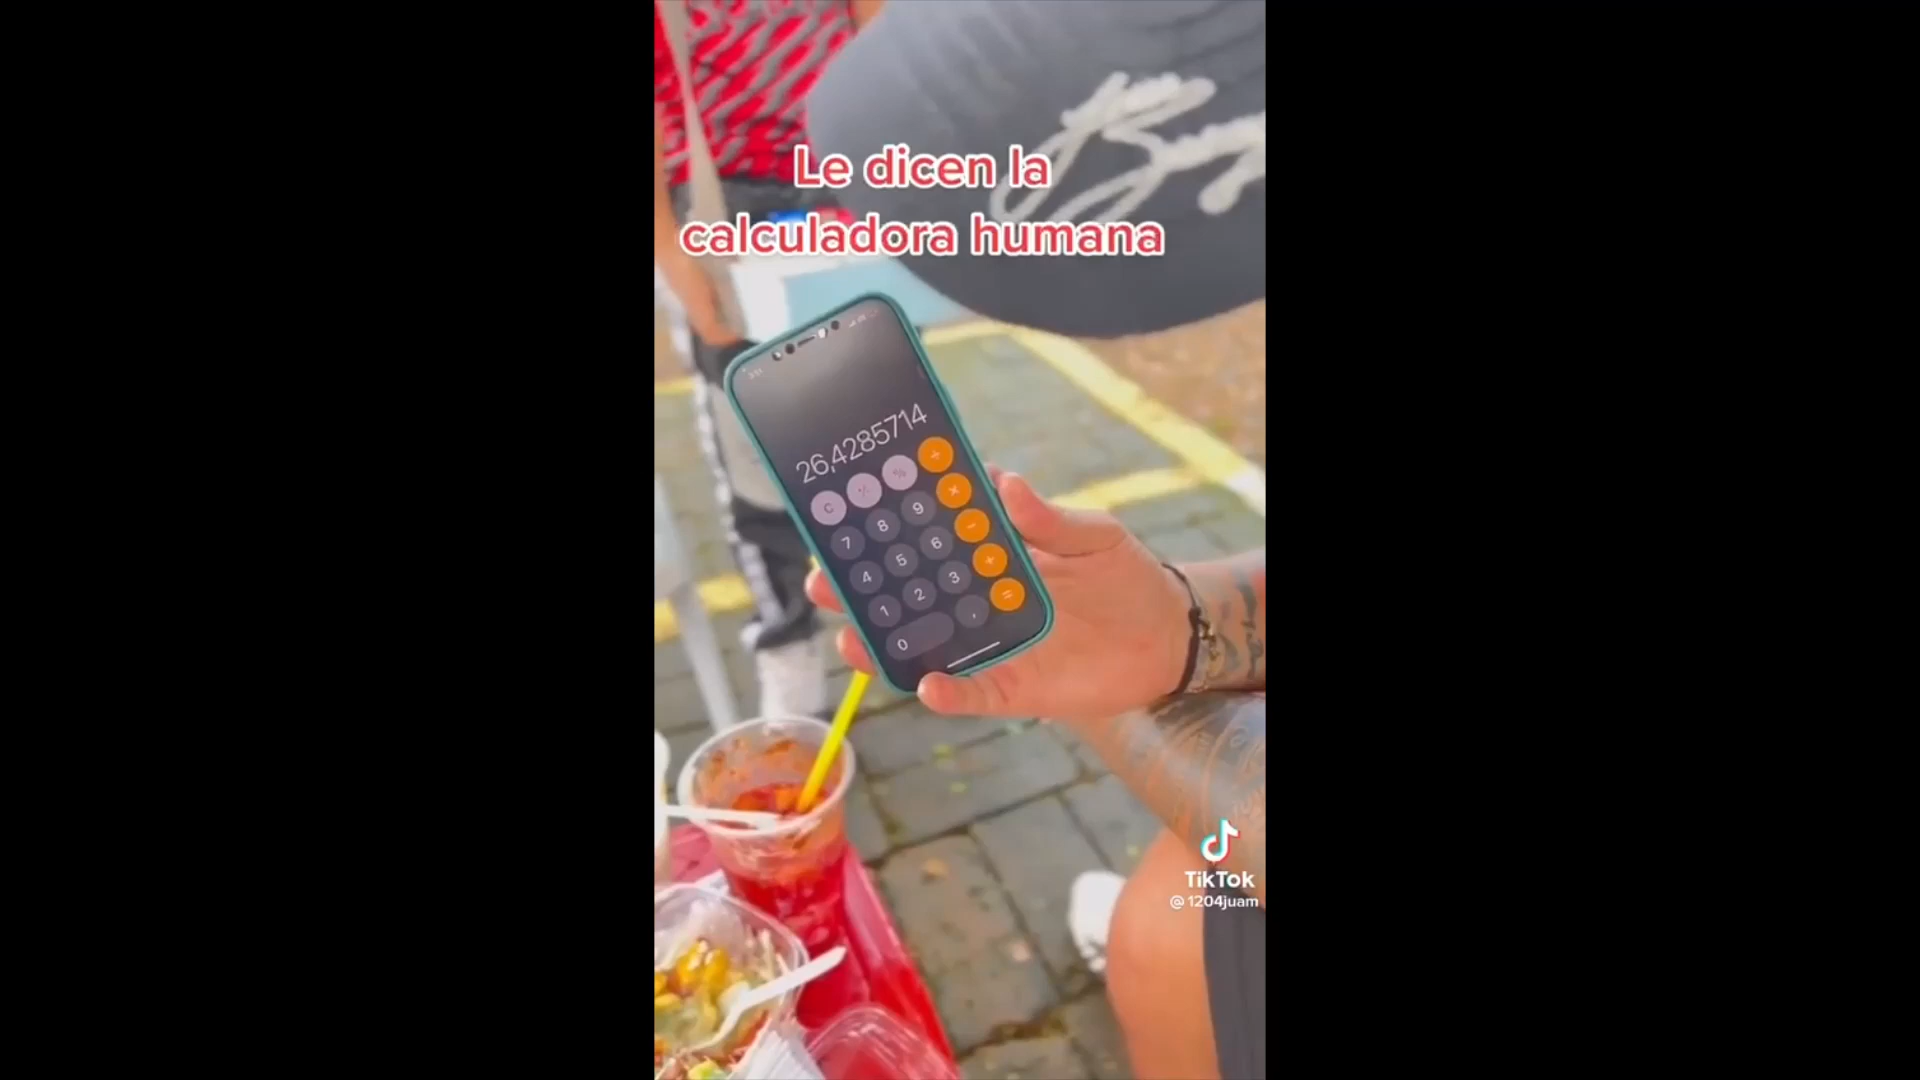 Le dicen la
calculadora humana
26,4285714
C % ÷
7 8 9 ×
4 5 6 −
1 2 3 +
0 , =
TikTok
@1204juam